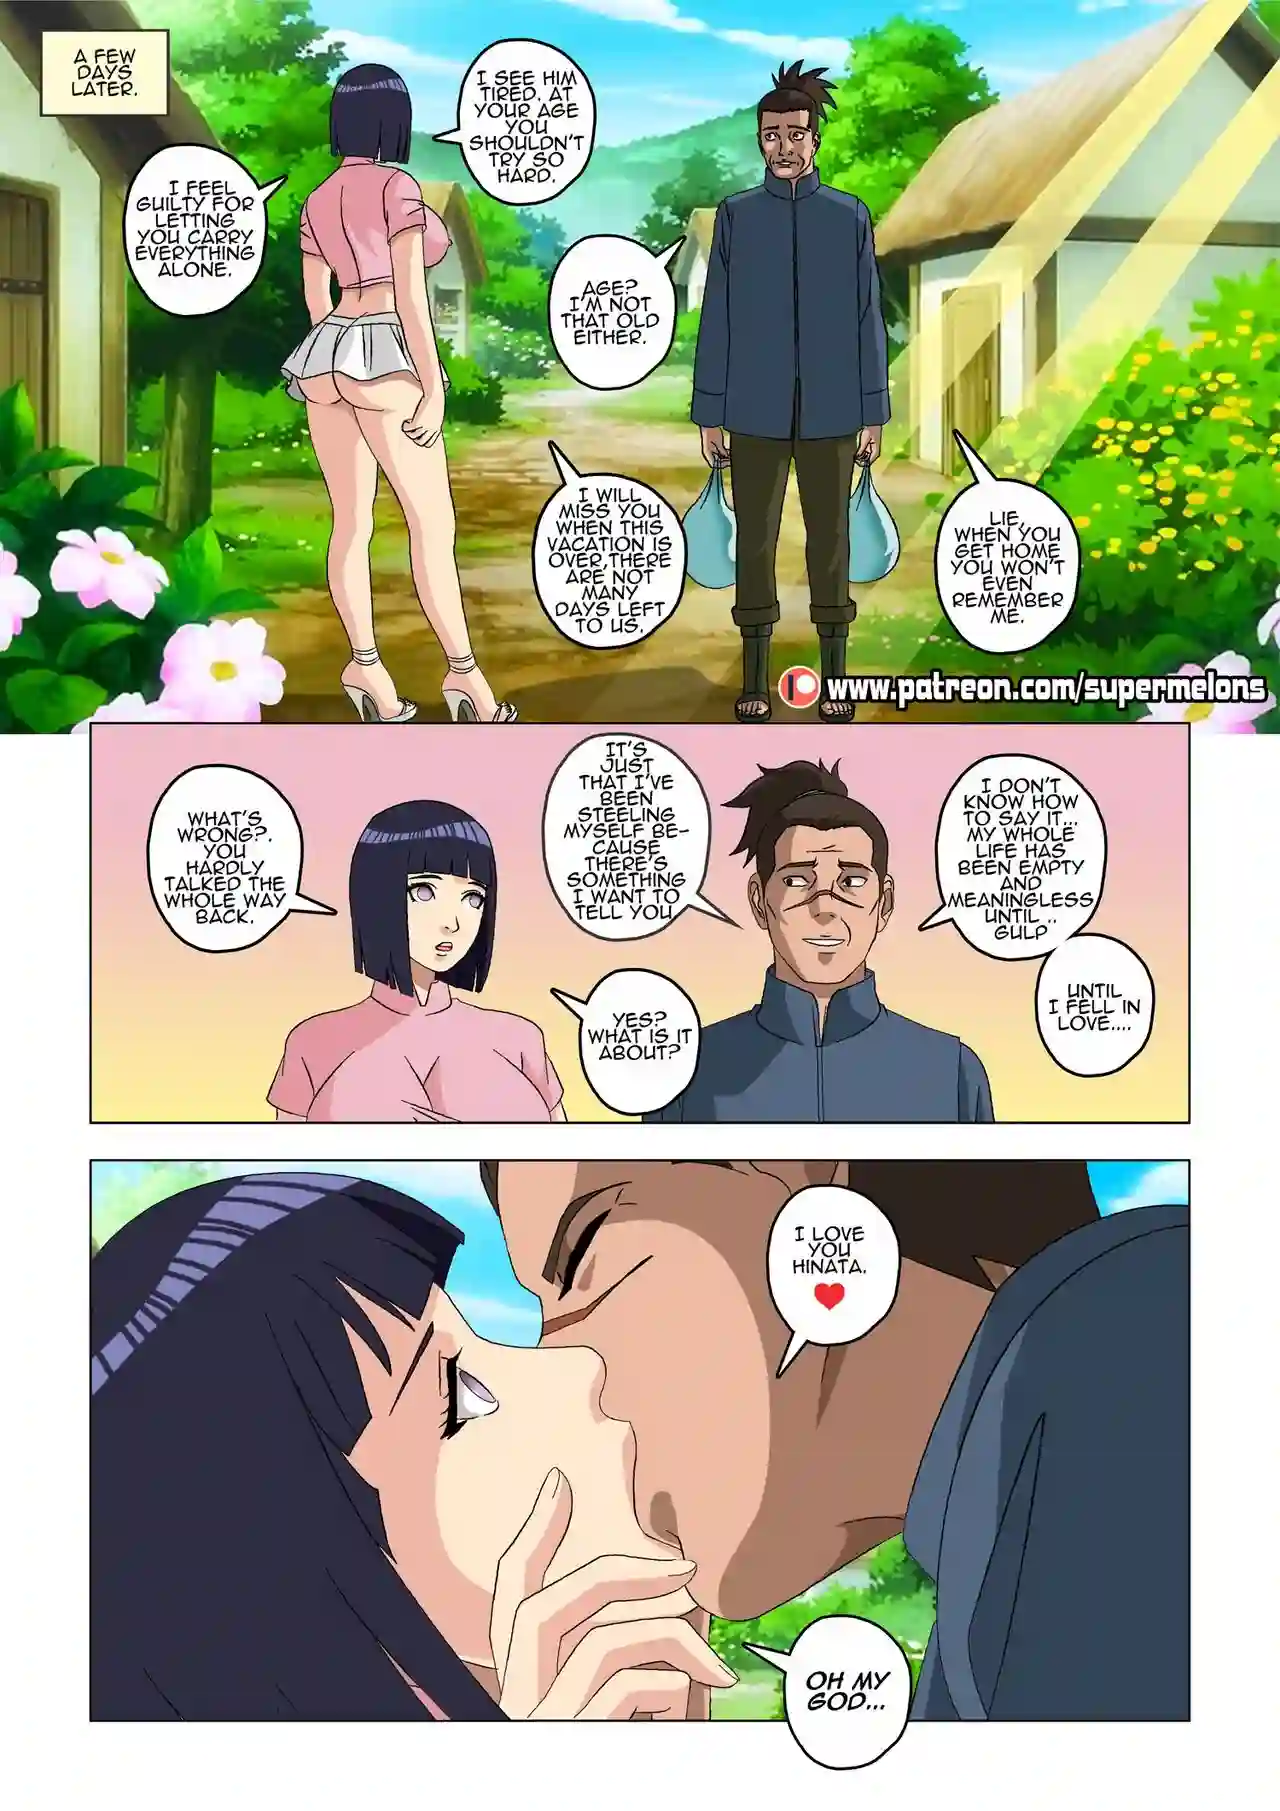 A FEW
DAYS
LATER.
I FEEL
GUILTY FOR
LETTING
YOU CARRY
EVERYTHING
ALONE.
I SEE HIM
TIRED, AT
YOUR AGE
YOU
SHOULDN'T
TRY SO
HARD.
AGE?
I'M NOT
THAT OLD
EITHER.
I WILL
MISS YOU
WHEN THIS
VACATION IS
OVER,THERE
ARE NOT
MANY
DAYS LEFT
TO US.
LIE,
WHEN YOU
GET HOME
YOU WON'T
EVEN
REMEMBER
ME.
www.patreon.com/supermelons
WHAT'S
WRONG?.
YOU
HARDLY
TALKED THE
WHOLE WAY
BACK.
IT'S
JUST
THAT I'VE
BEEN
STEELING
MYSELF BE-
CAUSE
THERE'S
SOMETHING
I WANT TO
TELL YOU
YES?
WHAT IS IT
ABOUT?
I DON'T
KNOW HOW
TO SAY IT...
MY WHOLE
LIFE HAS
BEEN EMPTY
AND
MEANINGLESS
UNTIL ..
GULP
UNTIL
I FELL IN
LOVE....
I LOVE
YOU
HINATA.
OH MY
GOD...